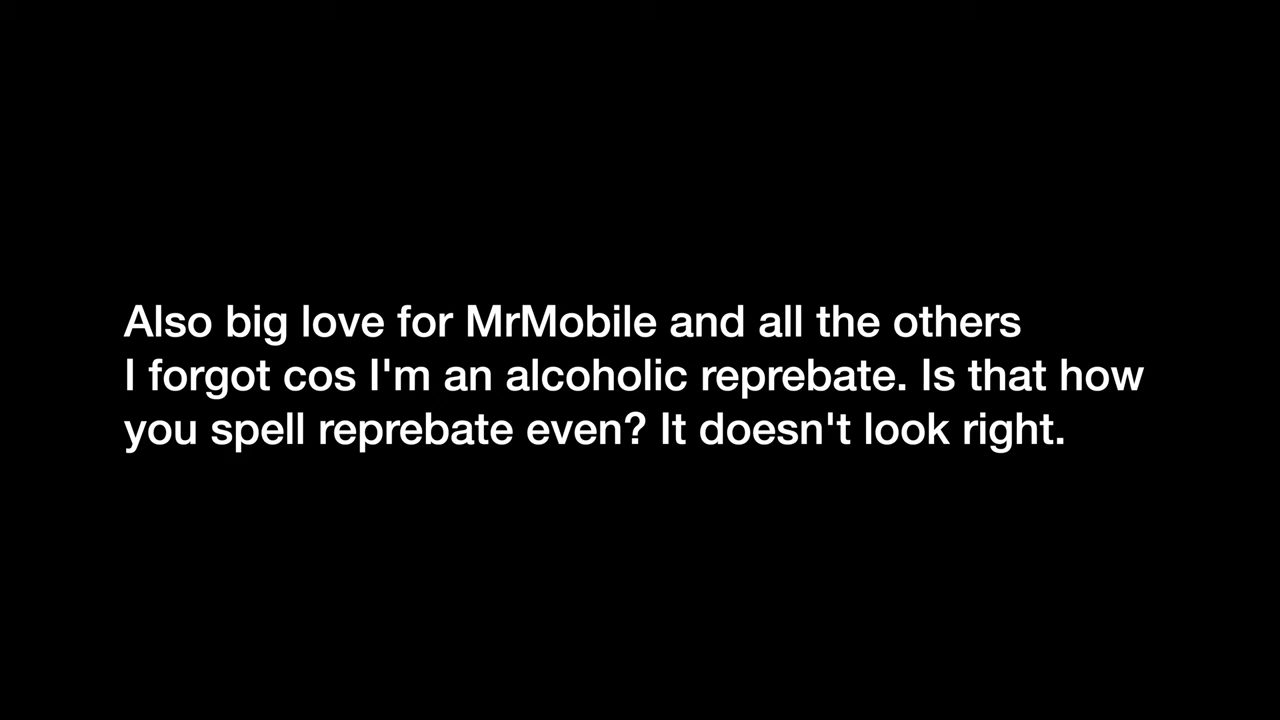 Also big love for MrMobile and all the others
I forgot cos I'm an alcoholic reprebate. Is that how
you spell reprebate even? It doesn't look right.